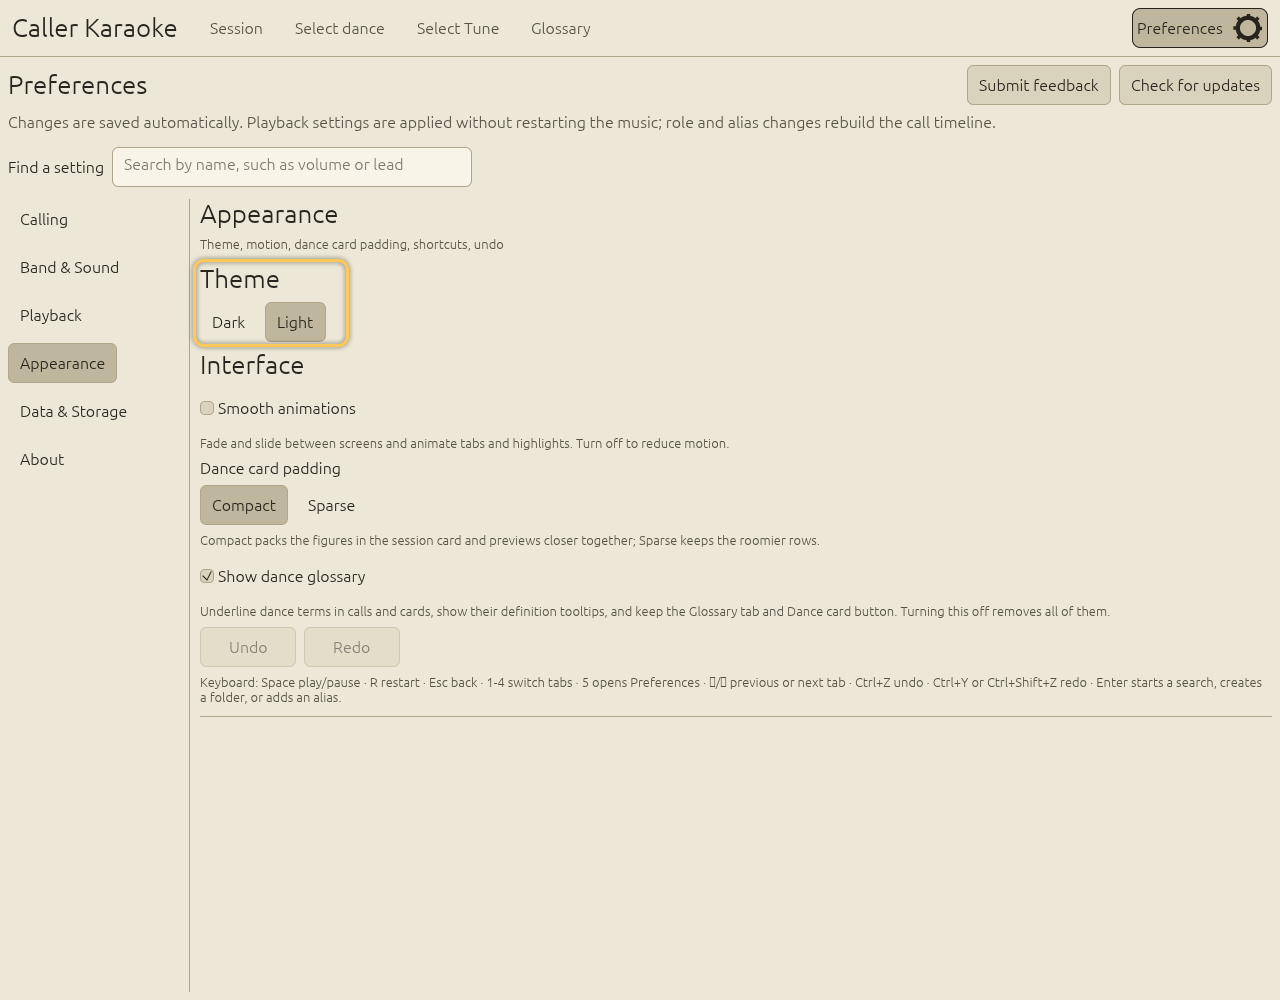 Caller Karaoke Session Select dance Select Tune Glossary Preferences
Preferences Submit feedback Check for updates
Changes are saved automatically. Playback settings are applied without restarting the music; role and alias changes rebuild the call timeline.
Find a setting Search by name, such as volume or lead
Calling
Band & Sound
Playback
Appearance
Data & Storage
About
Appearance
Theme, motion, dance card padding, shortcuts, undo
Theme
Dark Light
Interface
Smooth animations
Fade and slide between screens and animate tabs and highlights. Turn off to reduce motion.
Dance card padding
Compact Sparse
Compact packs the figures in the session card and previews closer together; Sparse keeps the roomier rows.
Show dance glossary
Underline dance terms in calls and cards, show their definition tooltips, and keep the Glossary tab and Dance card button. Turning this off removes all of them.
Undo Redo
Keyboard: Space play/pause · R restart · Esc back · 1-4 switch tabs · 5 opens Preferences · / previous or next tab · Ctrl+Z undo · Ctrl+Y or Ctrl+Shift+Z redo · Enter starts a search, creates
a folder, or adds an alias.